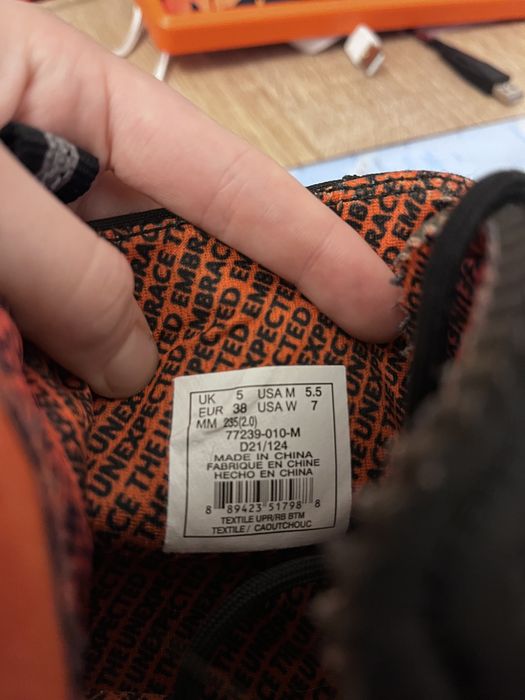 EMBRACE THE UNEXPECTED
UK 5 USA M 5.5
EUR 38 USA W 7
MM 235(2.0)
77239-010-M
D21/124
MADE IN CHINA
FABRIQUE EN CHINE
HECHO EN CHINA
8 89423 51798 8
TEXTILE UPR/RB BTM
TEXTILE / CAOUTCHOUC